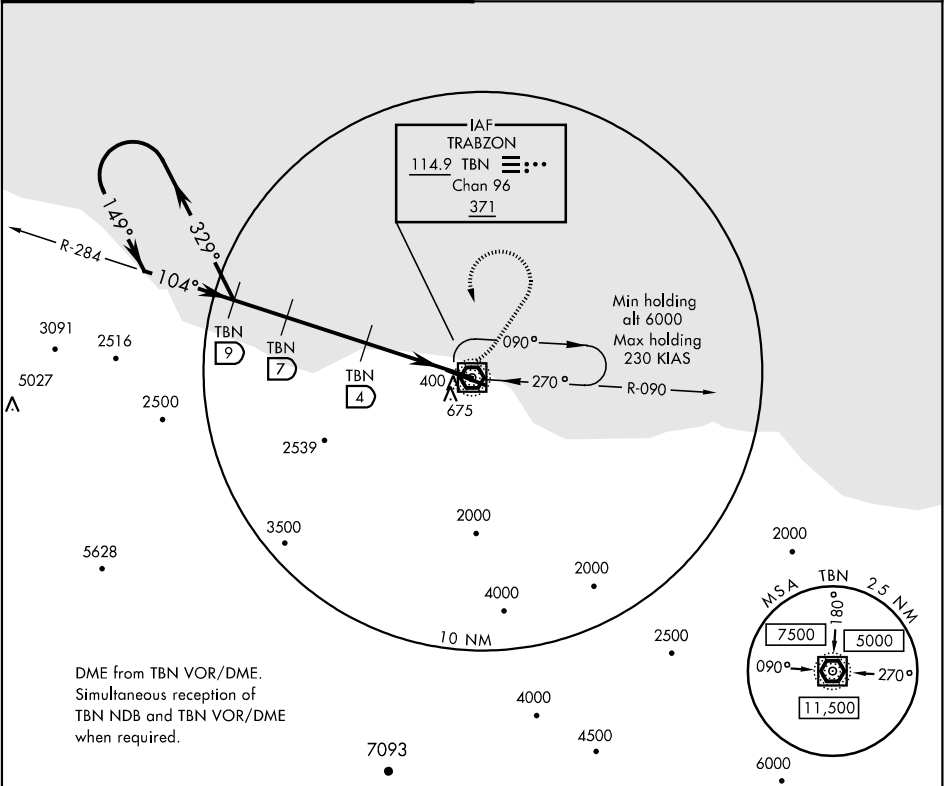 IAF
TRABZON
114.9 TBN
Chan 96
371
149°
329°
R-284
104°
Min holding
alt 6000
Max holding
230 KIAS
090°
270°
R-090
TBN
9
TBN
7
TBN
4
3091
2516
5027
2500
400
675
2539
3500
2000
5628
4000
2000
2000
2500
10 NM
4000
4500
7093
6000
DME from TBN VOR/DME.
Simultaneous reception of
TBN NDB and TBN VOR/DME
when required.
MSA TBN 25 NM
180°
7500
5000
090°
270°
11,500